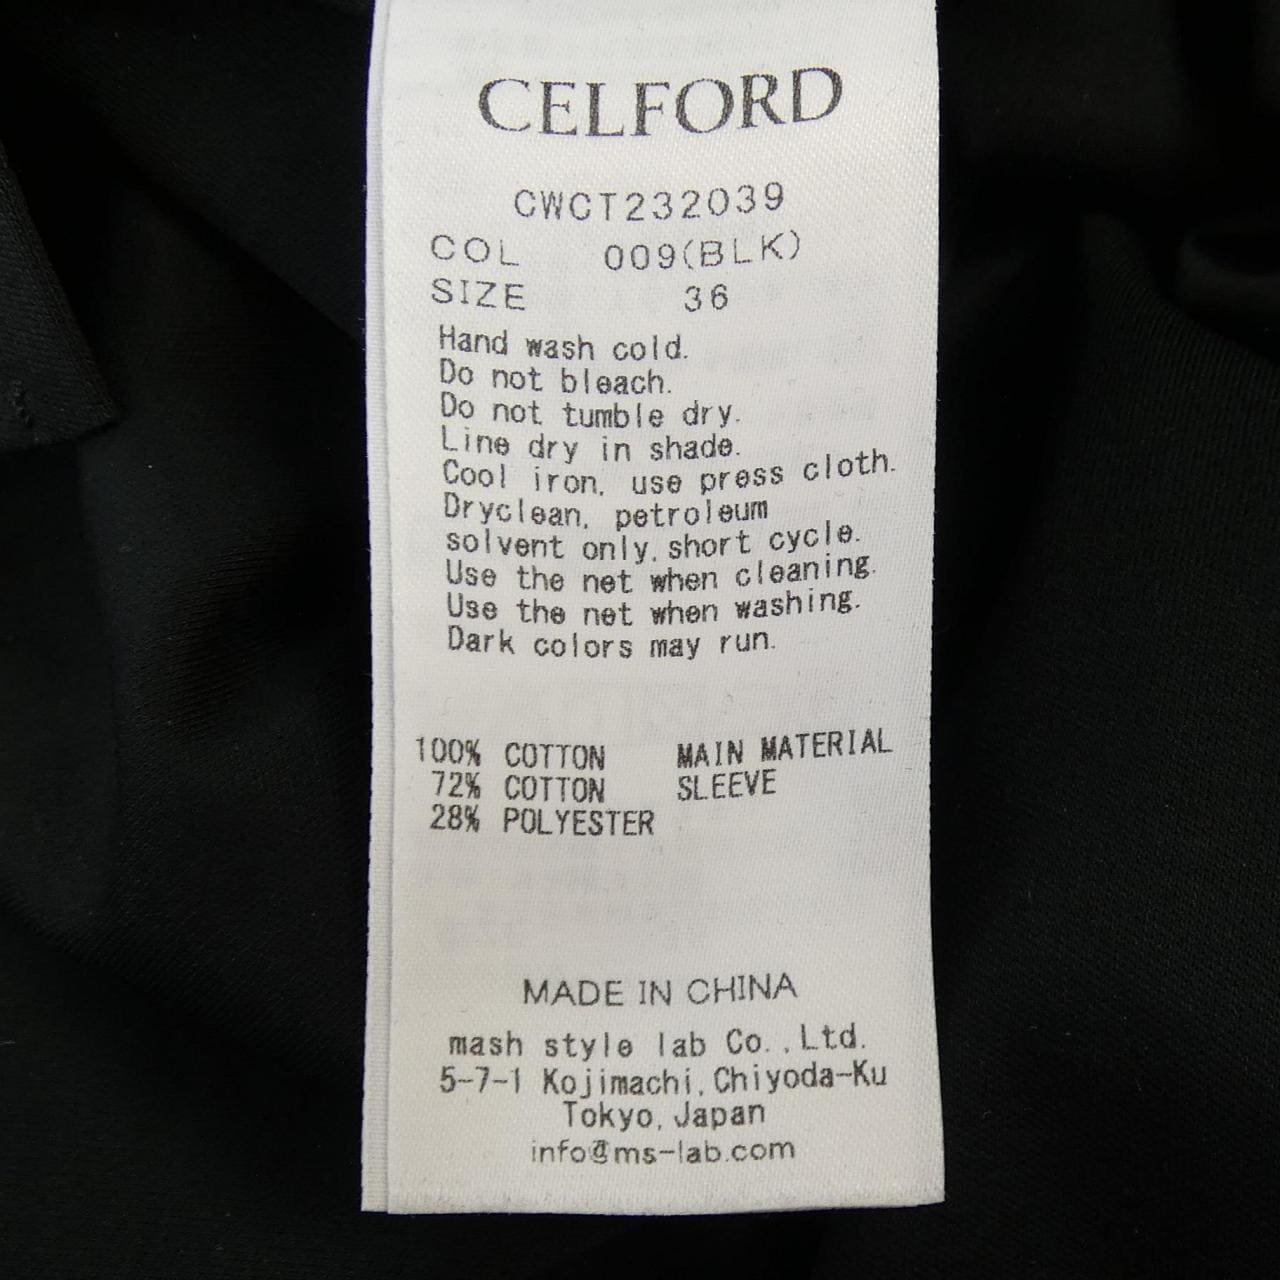 CELFORD
CWCT232039
COL 009(BLK)
SIZE 36
Hand wash cold.
Do not bleach.
Do not tumble dry.
Line dry in shade.
Cool iron, use press cloth.
Dryclean, petroleum
solvent only, short cycle.
Use the net when cleaning.
Use the net when washing.
Dark colors may run.
100% COTTON MAIN MATERIAL
72% COTTON SLEEVE
28% POLYESTER
MADE IN CHINA
mash style lab Co.,Ltd.
5-7-1 Kojimachi, Chiyoda-Ku
Tokyo, Japan
info@ms-lab.com